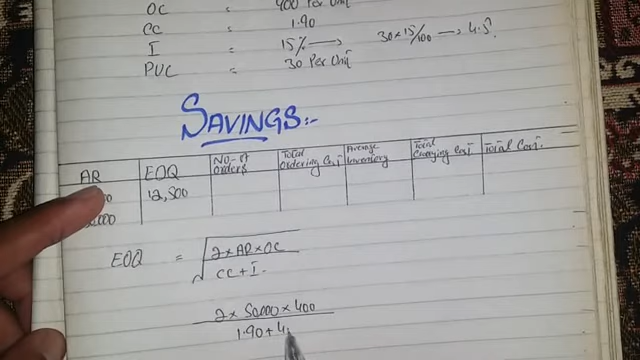 OC = 400 Per Unit
CC = 1.90
I = 15% → 30 x 15/100 → 4.5.
PUC = 30 Per Unit
SAVINGS:-
AR EOQ No- of orders Total ordering Cost Average Inventory Total Carrying Cost Total Cost.
12,500
EOQ = √ 2 x AR x OC
CC + I.
2 x 50,000 x 400
1.90 + 4.